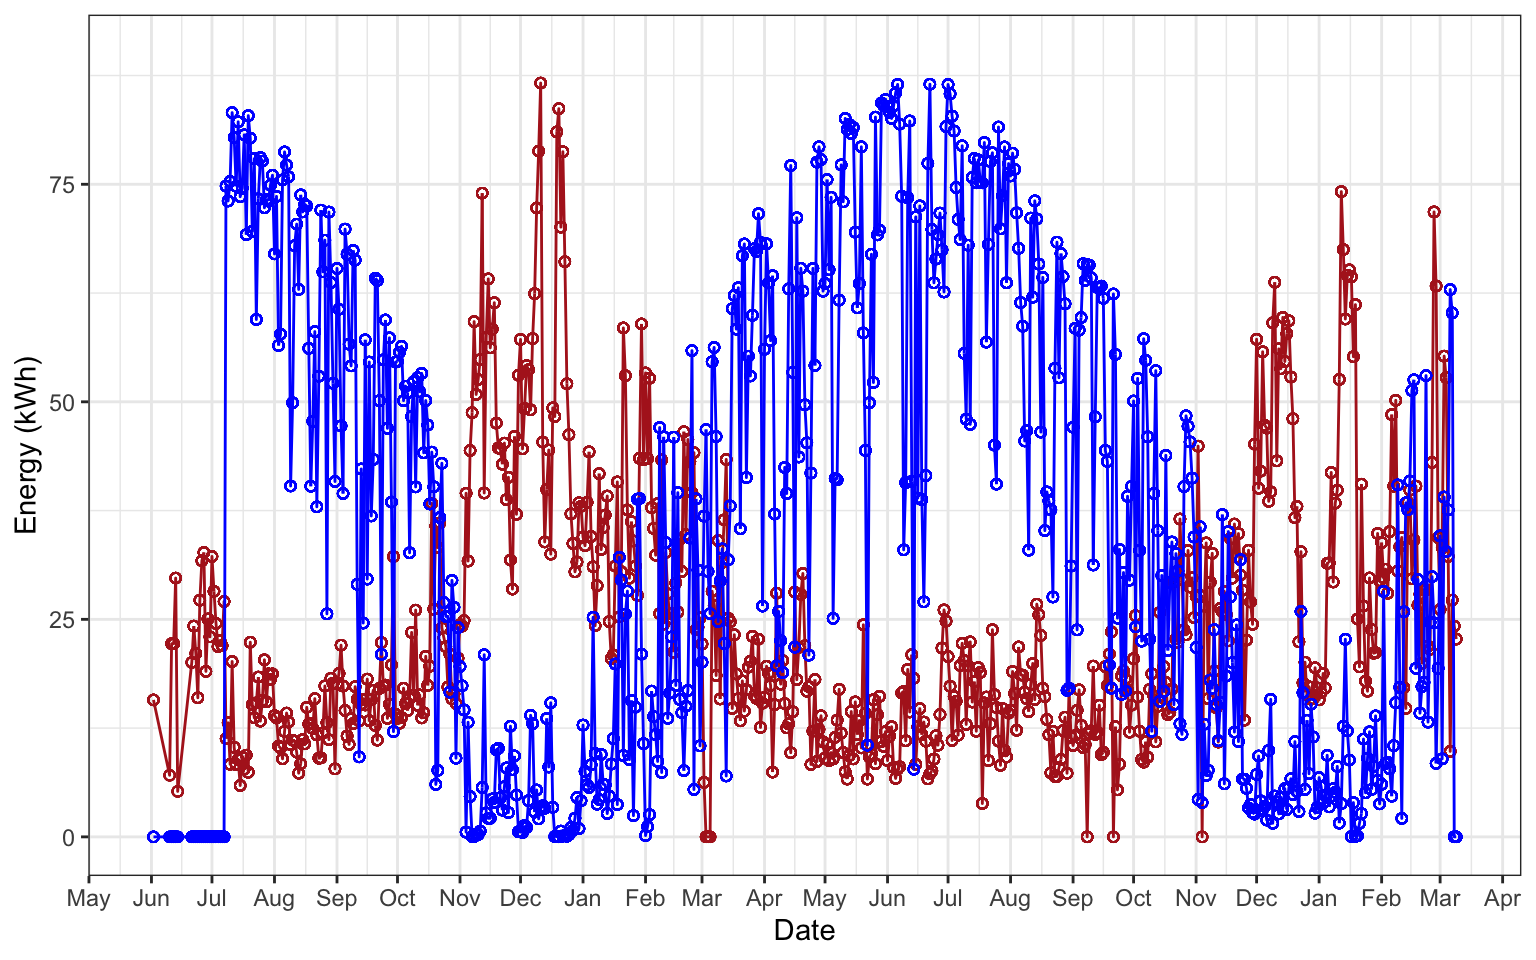 Energy (kWh)
75
50
25
0
May Jun Jul Aug Sep Oct Nov Dec Jan Feb Mar Apr May Jun Jul Aug Sep Oct Nov Dec Jan Feb Mar Apr
Date